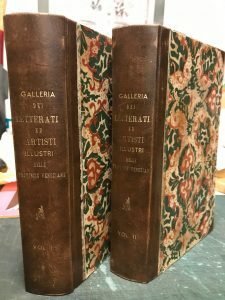 GALLERIA
DEI
LETTERATI
ED
ARTISTI
ILLUSTRI
DELLE
PROVINCIE VENEZIANE
VOL. I
GALLERIA
DEI
LETTERATI
ED
ARTISTI
ILLUSTRI
DELLE
PROVINCIE VENEZIANE
VOL. II